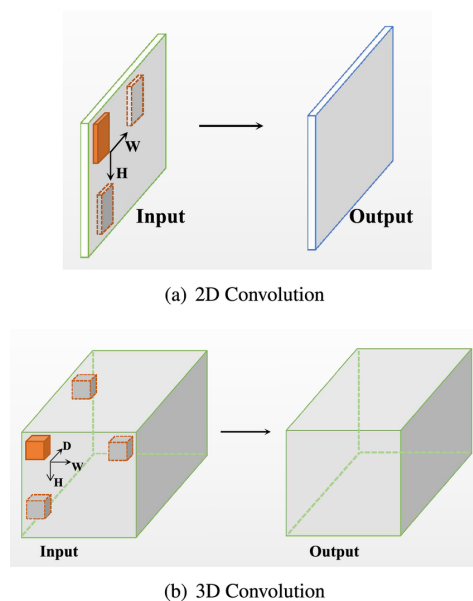 W
H
Input
Output
(a) 2D Convolution
D
W
H
Input
Output
(b) 3D Convolution